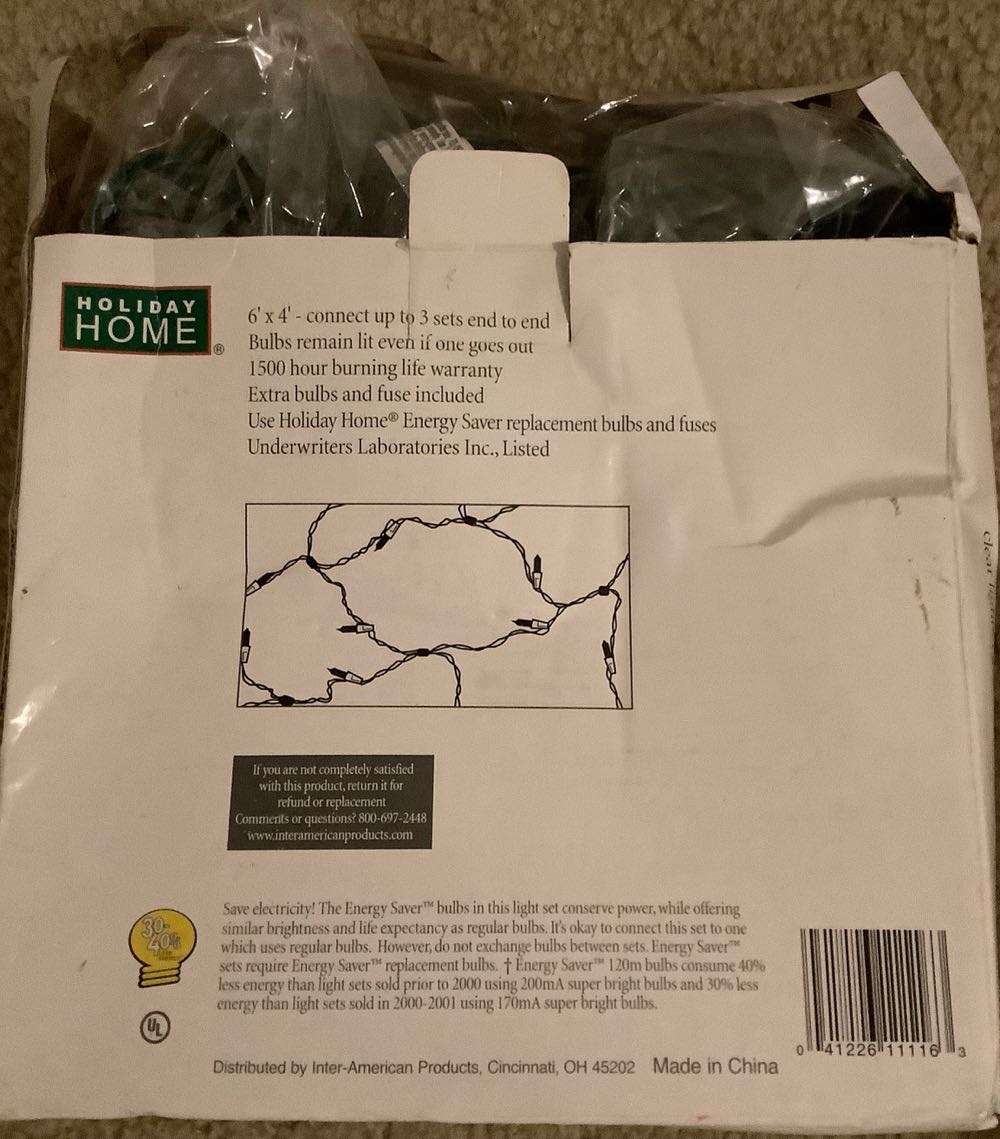 HOLIDAY
HOME ®
6' x 4' - connect up to 3 sets end to end
Bulbs remain lit even if one goes out
1500 hour burning life warranty
Extra bulbs and fuse included
Use Holiday Home® Energy Saver replacement bulbs and fuses
Underwriters Laboratories Inc., Listed
clear
If you are not completely satisfied
with this product, return it for
refund or replacement
Comments or questions? 800-697-2448
www.interamericanproducts.com
30-
40%
Save electricity! The Energy Saver™ bulbs in this light set conserve power, while offering
similar brightness and life expectancy as regular bulbs. It's okay to connect this set to one
which uses regular bulbs. However, do not exchange bulbs between sets. Energy Saver™
sets require Energy Saver™ replacement bulbs. † Energy Saver™ 120m bulbs consume 40%
less energy than light sets sold prior to 2000 using 200mA super bright bulbs and 30% less
energy than light sets sold in 2000-2001 using 170mA super bright bulbs.
UL
Distributed by Inter-American Products, Cincinnati, OH 45202 Made in China
0 41226 11116 3